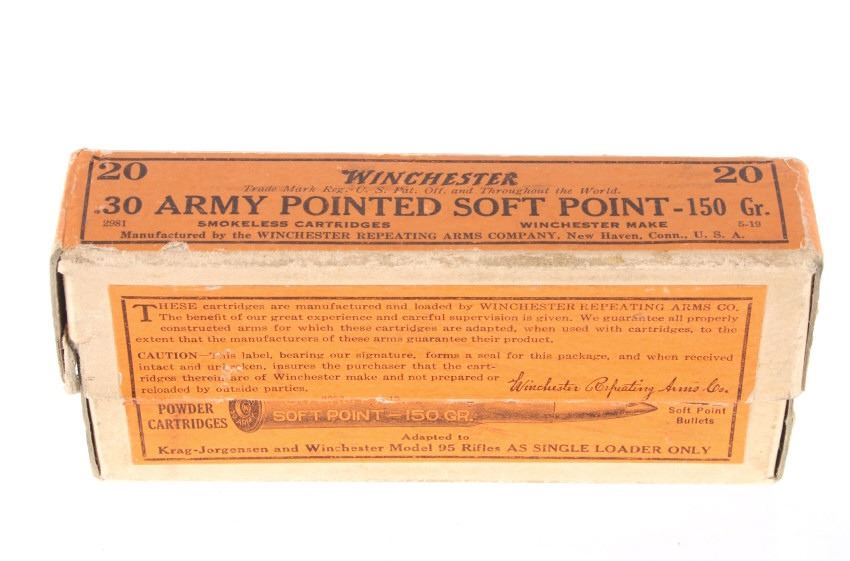 20 WINCHESTER 20
Trade Mark Reg. U. S. Pat. Off. and Throughout the World.
.30 ARMY POINTED SOFT POINT-150 Gr.
2981 SMOKELESS CARTRIDGES WINCHESTER MAKE 5-19
Manufactured by the WINCHESTER REPEATING ARMS COMPANY, New Haven, Conn., U. S. A.
THESE cartridges are manufactured and loaded by WINCHESTER REPEATING ARMS CO.
The benefit of our great experience and careful supervision is given. We guarantee all properly
constructed arms for which these cartridges are adapted, when used with cartridges, to the
extent that the manufacturers of these arms guarantee their product.
CAUTION—This label, bearing our signature, forms a seal for this package, and when received
intact and unbroken, insures the purchaser that the cart-
ridges therein are of Winchester make and not prepared or
reloaded by outside parties. Winchester Repeating Arms Co.
POWDER
CARTRIDGES
SOFT POINT-150 GR.
Soft Point
Bullets
Adapted to
Krag-Jorgensen and Winchester Model 95 Rifles AS SINGLE LOADER ONLY